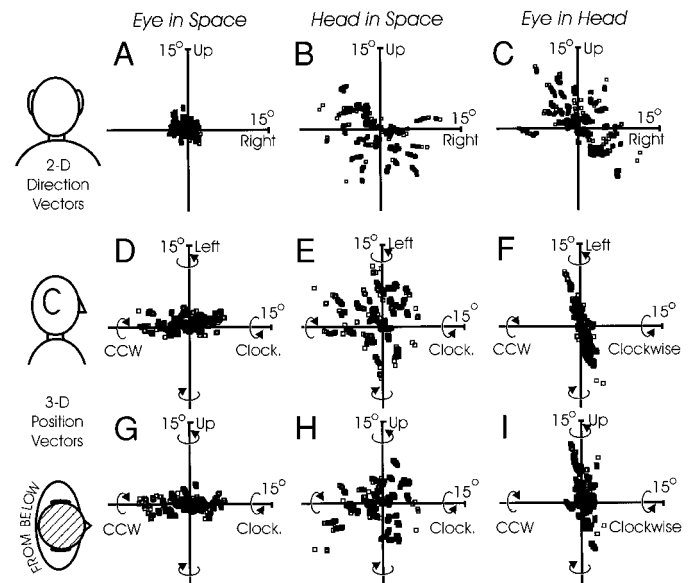 Eye in Space Head in Space Eye in Head
A 15° Up B 15° Up C 15° Up
15° 15° 15°
Right Right Right
2-D
Direction
Vectors
D 15° Left E 15° Left F 15° Left
C
15° 15° 15°
CCW Clock. Clock. CCW Clockwise
3-D
Position
Vectors
G 15° Up H 15° Up I 15° Up
15° 15° 15°
CCW Clock. Clock. CCW Clockwise
FROM BELOW